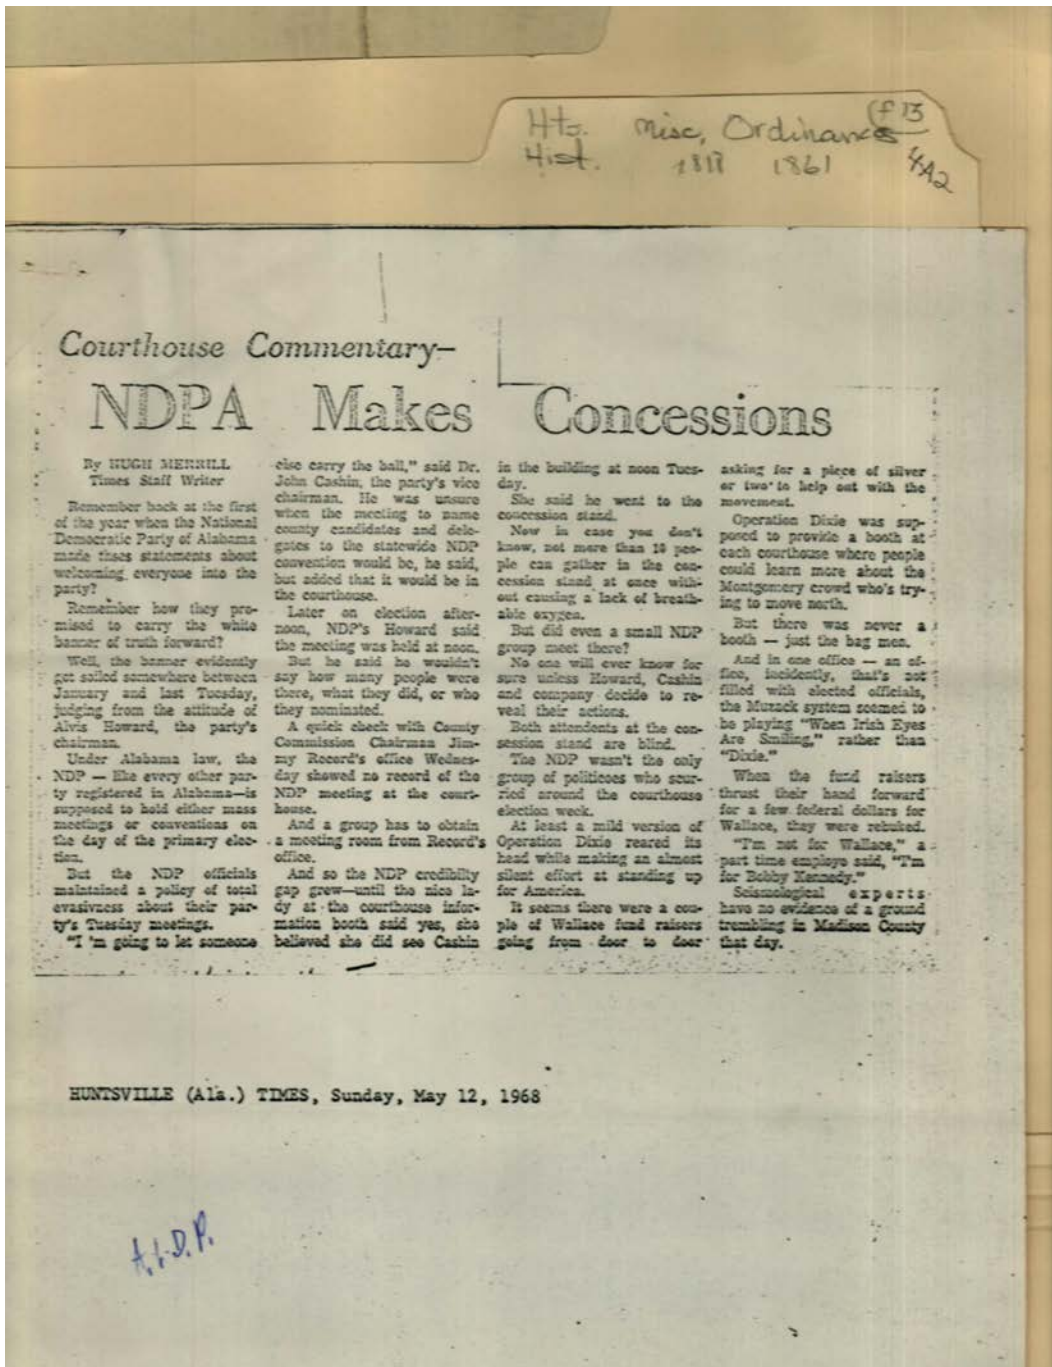 f 13
Hts. Misc, Ordinances
Hist. 1818 1861
4A2
Courthouse Commentary—
NDPA Makes Concessions
By HUGH MERRILL
Times Staff Writer
Remember back at the first
of the year when the National
Democratic Party of Alabama
made these statements about
welcoming everyone into the
party?
Remember how they pro-
mised to carry the white
banner of truth forward?
Well, the banner evidently
got soiled somewhere between
January and last Tuesday,
judging from the attitude of
Alvis Howard, the party's
chairman.
Under Alabama law, the
NDP — like every other par-
ty registered in Alabama—is
supposed to hold either mass
meetings or conventions on
the day of the primary elec-
tion.
But the NDP officials
maintained a policy of total
evasivness about their par-
ty's Tuesday meetings.
"I 'm going to let someone
else carry the ball," said Dr.
John Cashin, the party's vice
chairman. He was unsure
when the meeting to name
county candidates and dele-
gates to the statewide NDP
convention would be, he said,
but added that it would be in
the courthouse.
Later on election after-
noon, NDP's Howard said
the meeting was held at noon.
But he said he wouldn't
say how many people were
there, what they did, or who
they nominated.
A quick check with County
Commission Chairman Jim-
my Record's office Wednes-
day showed no record of the
NDP meeting at the court-
house.
And a group has to obtain
a meeting room from Record's
office.
And so the NDP credibilty
gap grew—until the nice la-
dy at the courthouse infor-
mation booth said yes, she
believed she did see Cashin
in the building at noon Tues-
day.
She said he went to the
concession stand.
Now in case you don't
know, not more than 10 peo-
ple can gather in the con-
cession stand at once with-
out causing a lack of breath-
able oxygen.
But did even a small NDP
group meet there?
No one will ever know for
sure unless Howard, Cashin
and company decide to re-
veal their actions.
Both attendents at the con-
session stand are blind.
The NDP wasn't the only
group of politicoes who scur-
ried around the courthouse
election week.
At least a mild version of
Operation Dixie reared its
head while making an almost
silent effort at standing up
for America.
It seems there were a cou-
ple of Wallace fund raisers
going from door to door
asking for a piece of silver
or two to help out with the
movement.
Operation Dixie was sup-
posed to provide a booth at
each courthouse where people
could learn more about the
Montgomery crowd who's try-
ing to move north.
But there was never a
booth — just the bag men.
And in one office — an of-
fice, incidently, that's not
filled with elected officials,
the Muzack system seemed to
be playing "When Irish Eyes
Are Smiling," rather than
"Dixie."
When the fund raisers
thrust their hand forward
for a few federal dollars for
Wallace, they were rebuked.
"I'm not for Wallace," a
part time employe said, "I'm
for Bobby Kennedy."
Seismological experts
have no evidence of a ground
trembling in Madison County
that day.
HUNTSVILLE (Ala.) TIMES, Sunday, May 12, 1968
A.I.D.P.